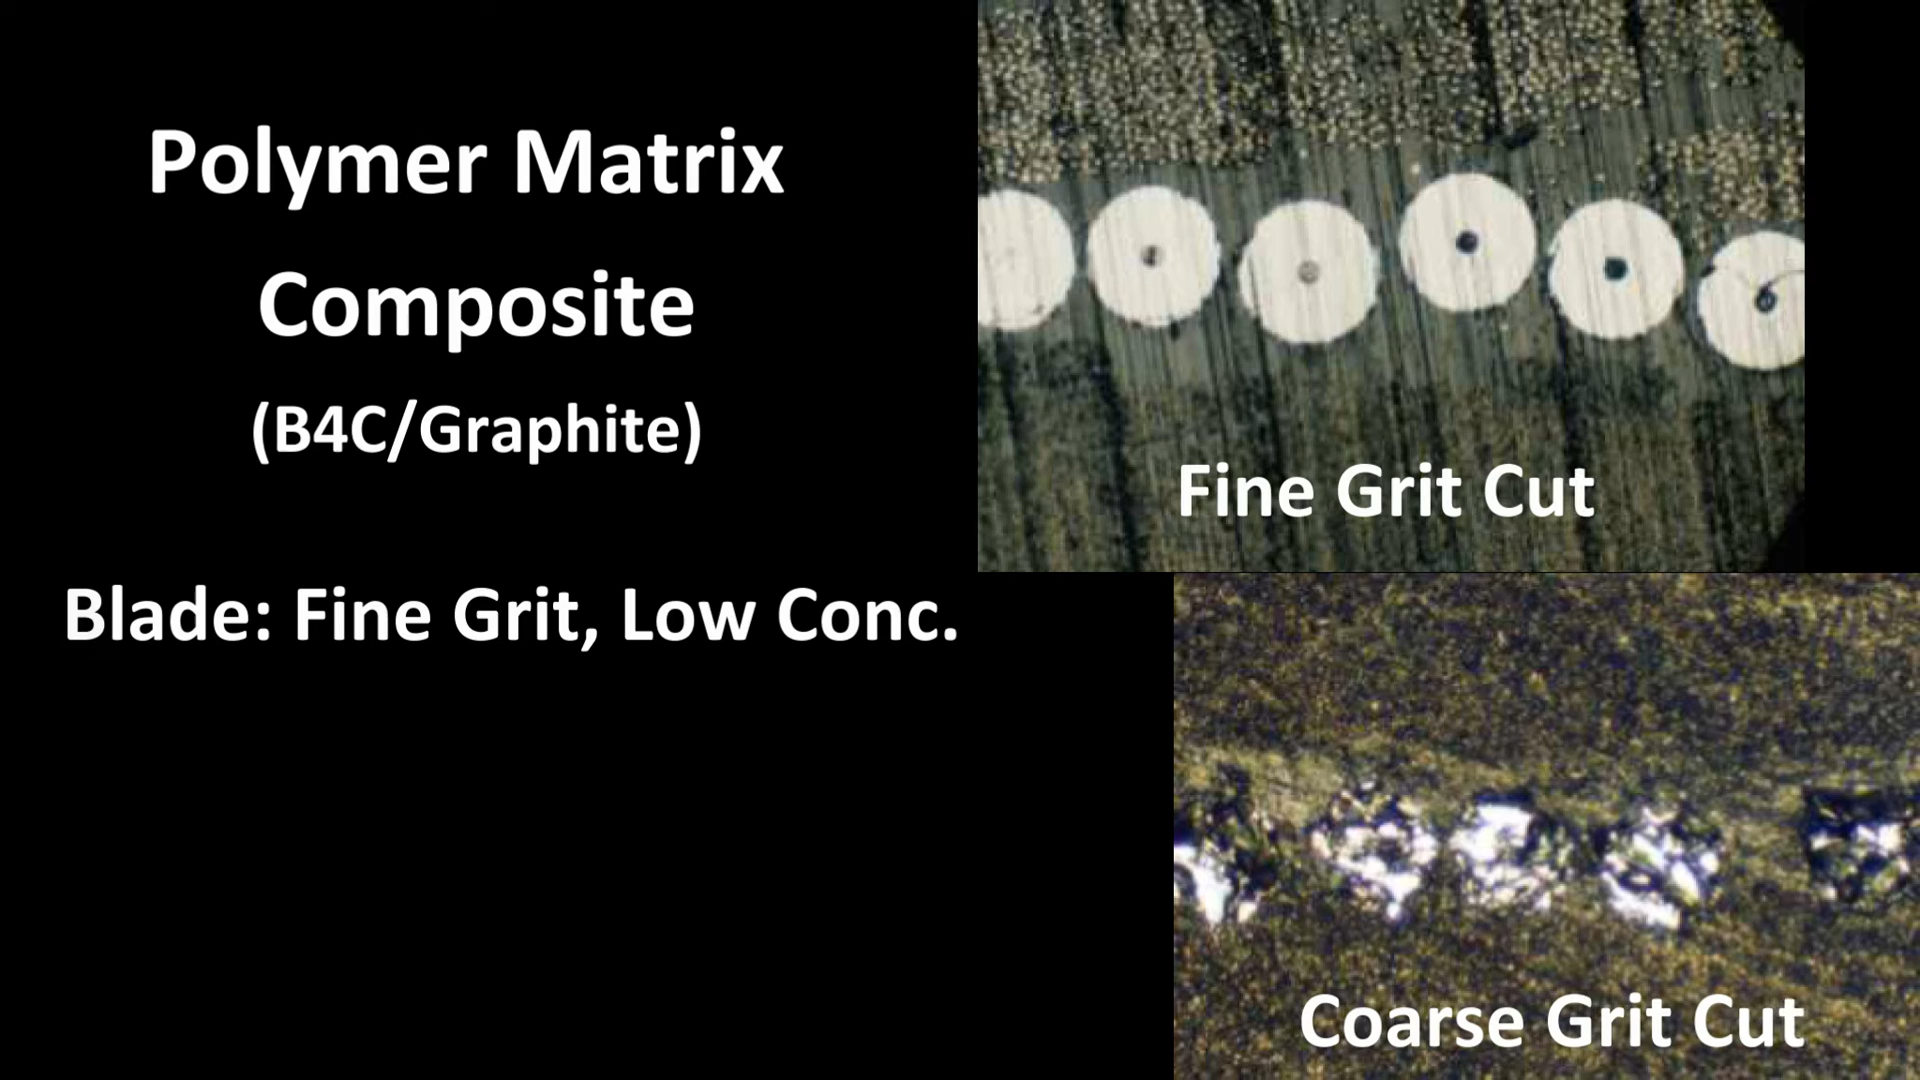 Polymer Matrix
Composite
(B4C/Graphite)
Blade: Fine Grit, Low Conc.
Fine Grit Cut
Coarse Grit Cut